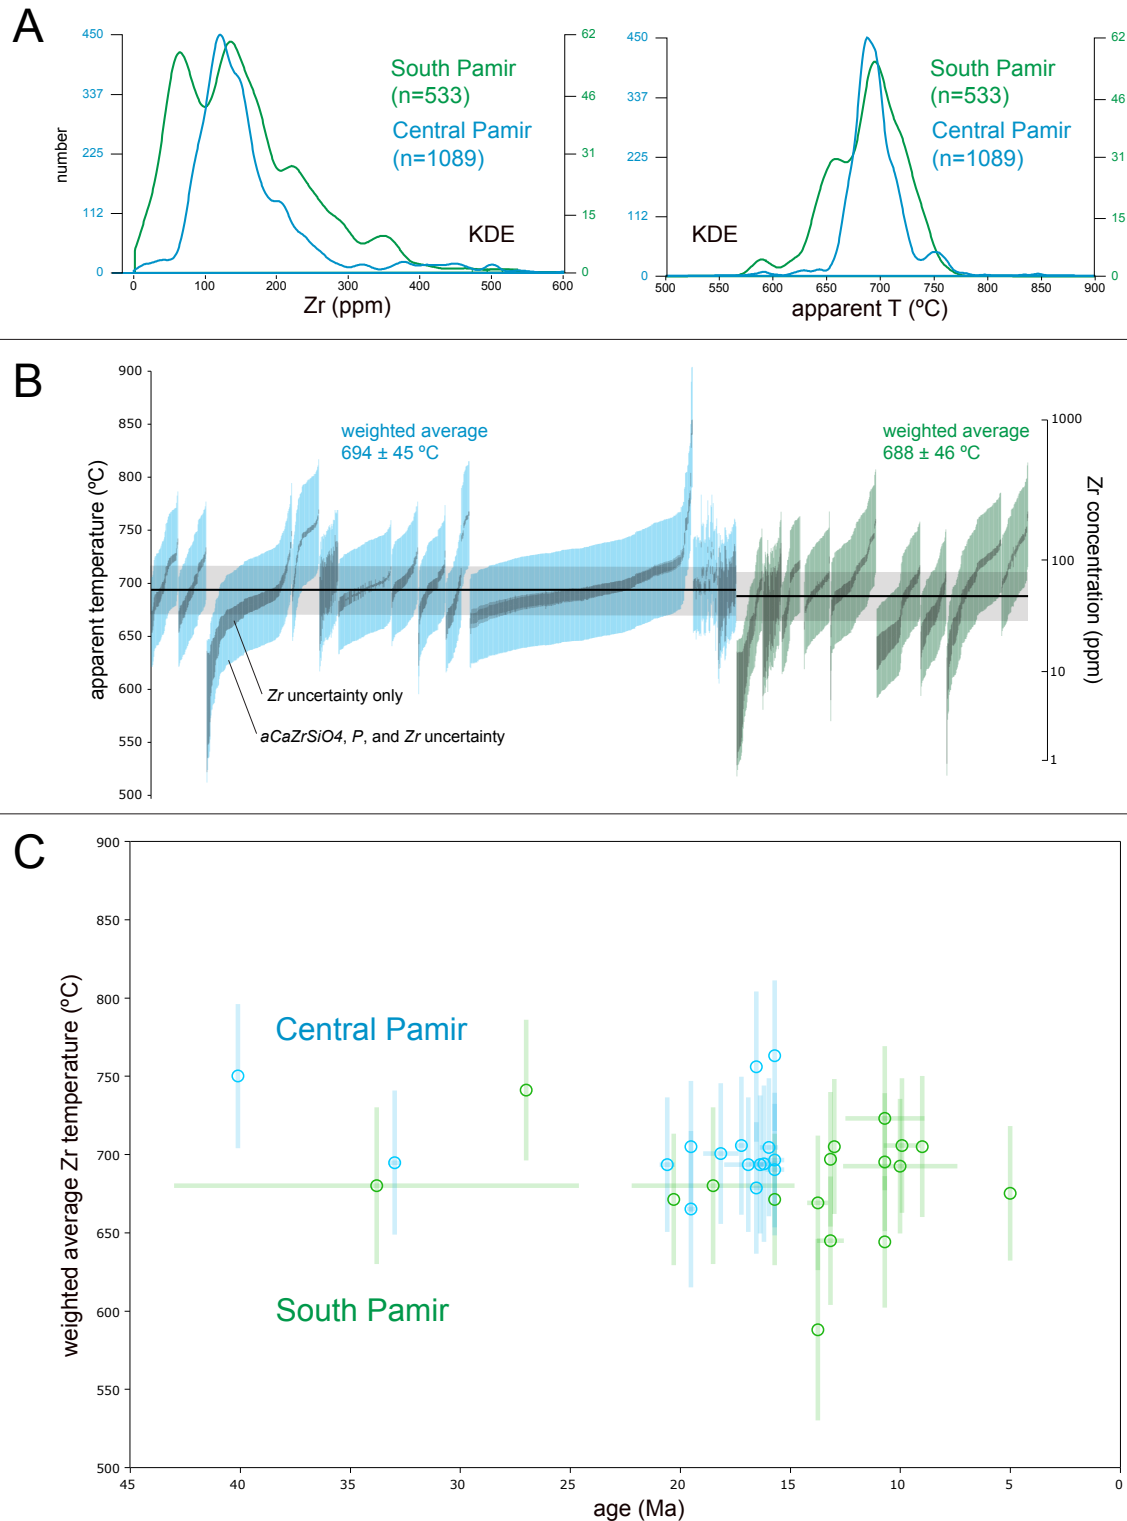 A
450
337
225
112
0
number
62
46
31
15
0
South Pamir
(n=533)
Central Pamir
(n=1089)
KDE
0
100
200
300
400
500
600
Zr (ppm)
450
337
225
112
0
62
46
31
15
0
South Pamir
(n=533)
Central Pamir
(n=1089)
KDE
500
550
600
650
700
750
800
850
900
apparent T (ºC)
B
900
850
800
750
700
650
600
550
500
apparent temperature (ºC)
weighted average
694 ± 45 ºC
weighted average
688 ± 46 ºC
Zr uncertainty only
aCaZrSiO4, P, and Zr uncertainty
1000
100
10
1
Zr concentration (ppm)
C
900
850
800
750
700
650
600
550
500
weighted average Zr temperature (ºC)
Central Pamir
South Pamir
45
40
35
30
25
20
15
10
5
0
age (Ma)